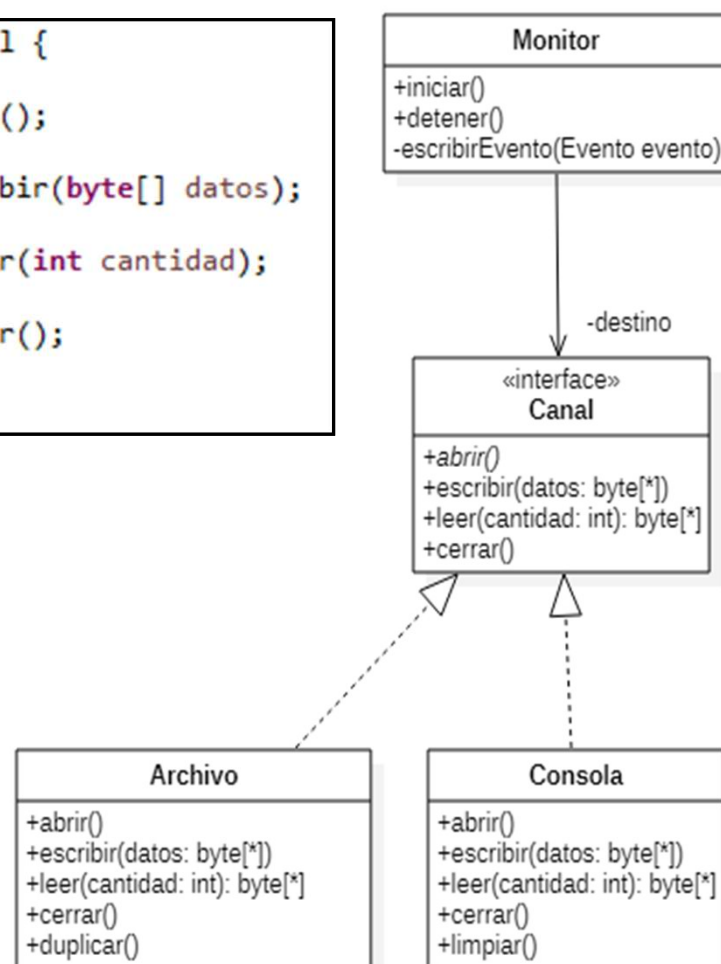 l {
();
bir(byte[] datos);
r(int cantidad);
r();
Monitor
+iniciar()
+detener()
-escribirEvento(Evento evento)
-destino
«interface»
Canal
+abrir()
+escribir(datos: byte[*])
+leer(cantidad: int): byte[*]
+cerrar()
Archivo
+abrir()
+escribir(datos: byte[*])
+leer(cantidad: int): byte[*]
+cerrar()
+duplicar()
Consola
+abrir()
+escribir(datos: byte[*])
+leer(cantidad: int): byte[*]
+cerrar()
+limpiar()